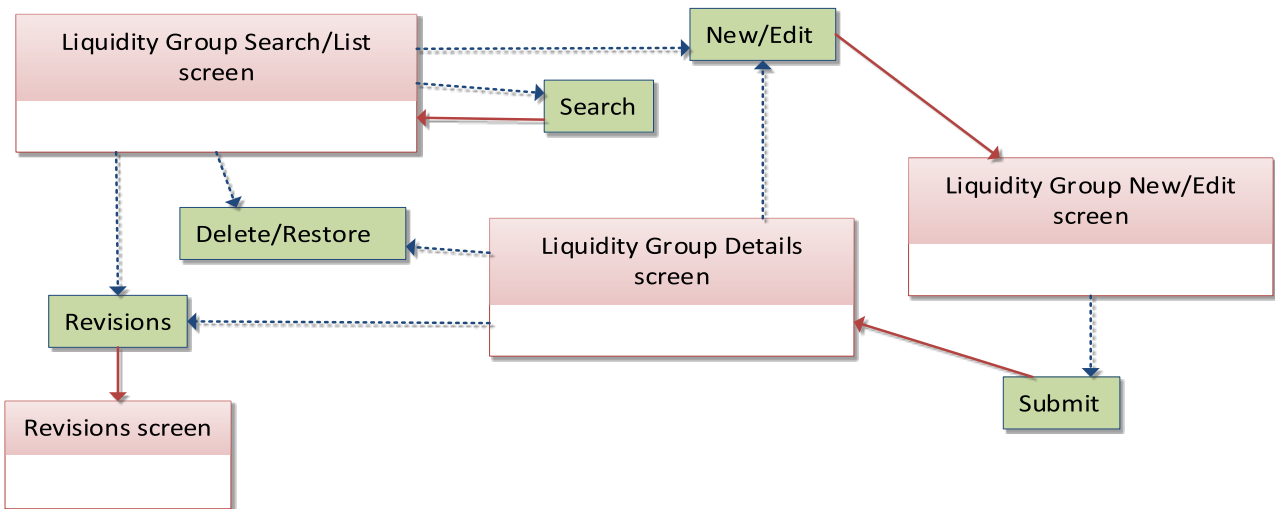 Liquidity Group Search/List
screen
New/Edit
Search
Liquidity Group New/Edit
screen
Delete/Restore
Liquidity Group Details
screen
Revisions
Submit
Revisions screen